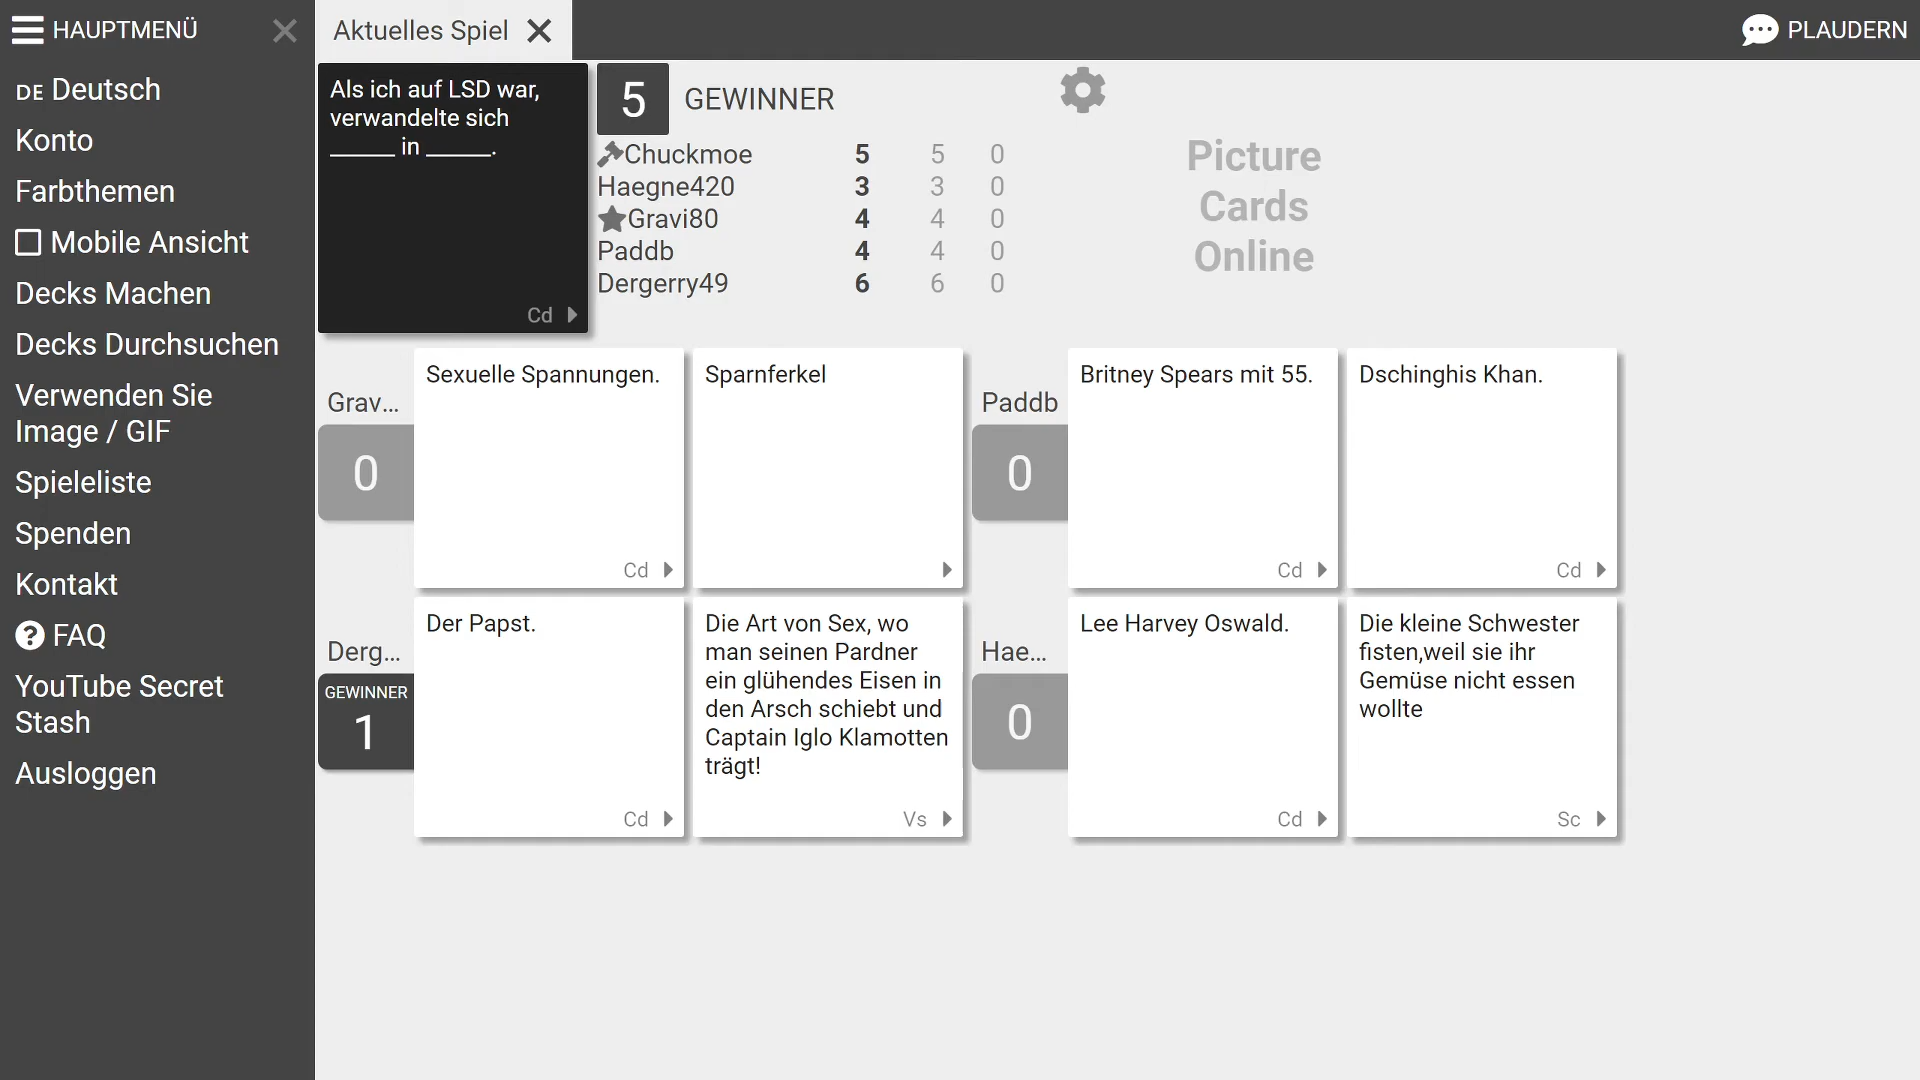 HAUPTMENÜ
Aktuelles Spiel
PLAUDERN
DE Deutsch
Konto
Farbthemen
Mobile Ansicht
Decks Machen
Decks Durchsuchen
Verwenden Sie
Image / GIF
Spieleliste
Spenden
Kontakt
FAQ
YouTube Secret
Stash
Ausloggen
Als ich auf LSD war,
verwandelte sich
_____ in _____.
Cd
5 GEWINNER
Chuckmoe 5 5 0
Haegne420 3 3 0
Gravi80 4 4 0
Paddb 4 4 0
Dergerry49 6 6 0
Picture
Cards
Online
Grav...
0
Sexuelle Spannungen.
Cd
Sparnferkel
Paddb
0
Britney Spears mit 55.
Cd
Dschinghis Khan.
Cd
Derg...
GEWINNER
1
Der Papst.
Cd
Die Art von Sex, wo
man seinen Pardner
ein glühendes Eisen in
den Arsch schiebt und
Captain Iglo Klamotten
trägt!
Vs
Hae...
0
Lee Harvey Oswald.
Cd
Die kleine Schwester
fisten,weil sie ihr
Gemüse nicht essen
wollte
Sc